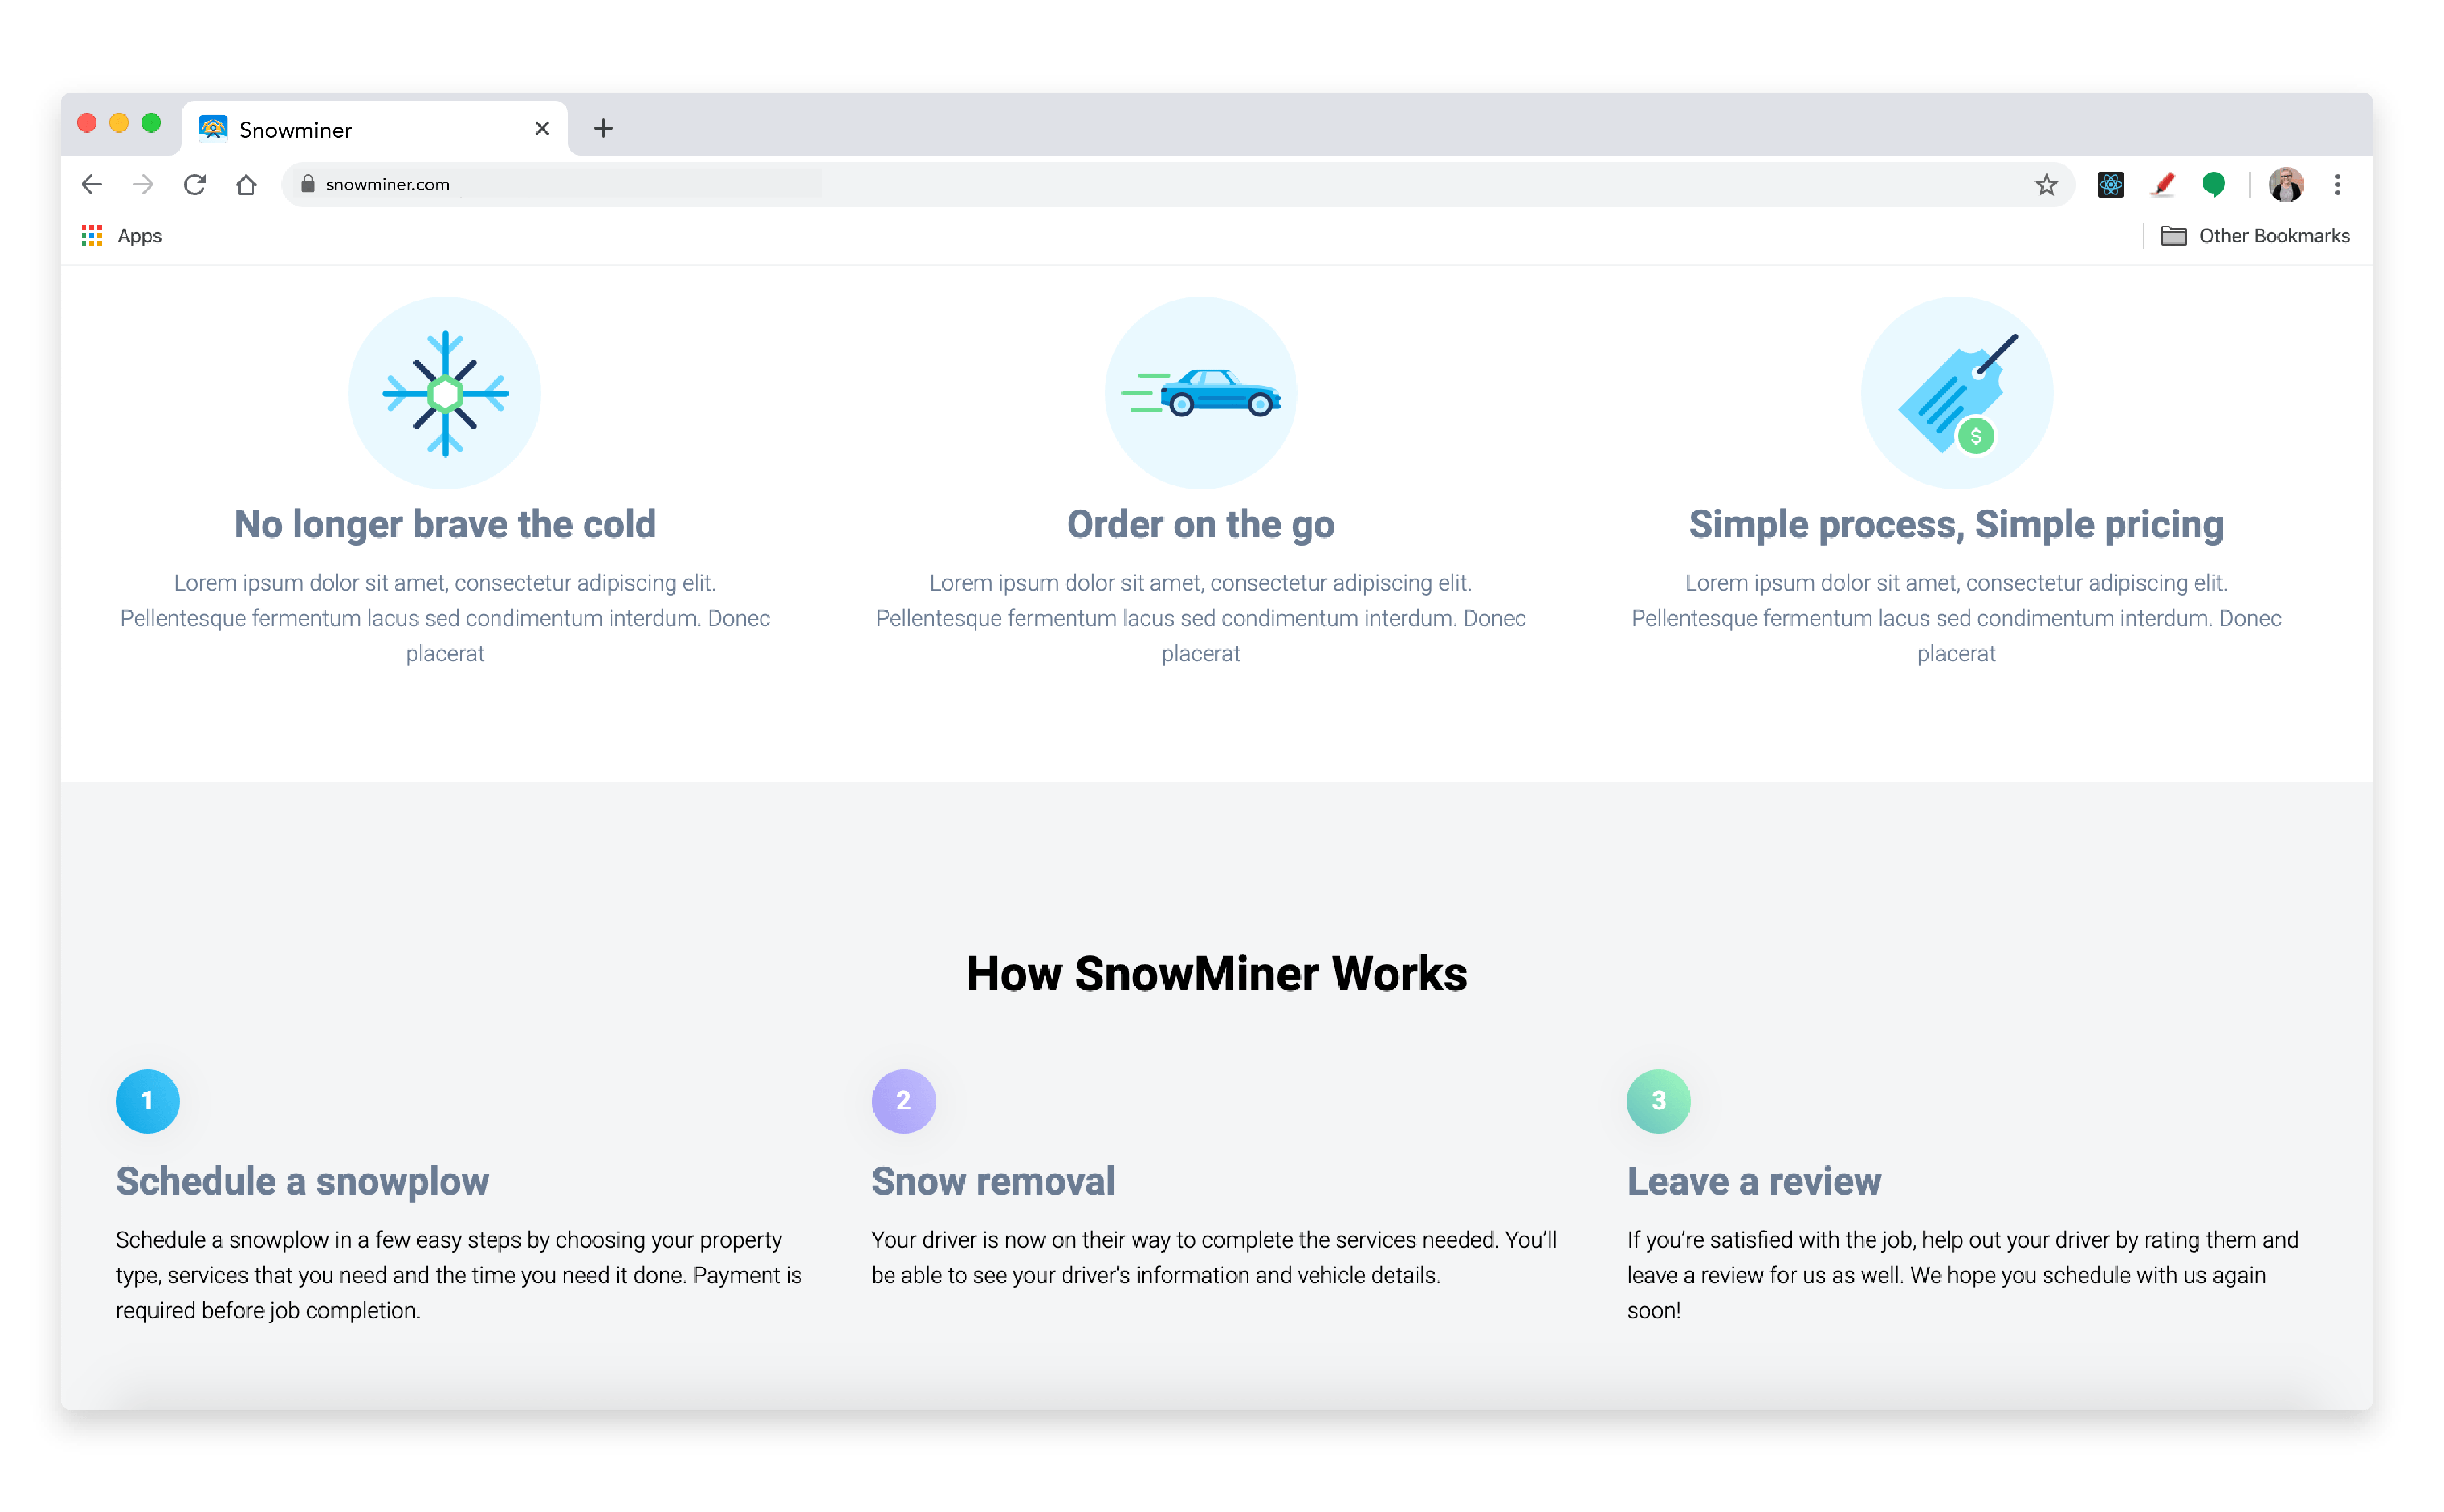 Snowminer
snowminer.com
Apps
Other Bookmarks
$
No longer brave the cold
Lorem ipsum dolor sit amet, consectetur adipiscing elit.
Pellentesque fermentum lacus sed condimentum interdum. Donec
placerat
Order on the go
Lorem ipsum dolor sit amet, consectetur adipiscing elit.
Pellentesque fermentum lacus sed condimentum interdum. Donec
placerat
Simple process, Simple pricing
Lorem ipsum dolor sit amet, consectetur adipiscing elit.
Pellentesque fermentum lacus sed condimentum interdum. Donec
placerat
How SnowMiner Works
1
Schedule a snowplow
Schedule a snowplow in a few easy steps by choosing your property
type, services that you need and the time you need it done. Payment is
required before job completion.
2
Snow removal
Your driver is now on their way to complete the services needed. You’ll
be able to see your driver’s information and vehicle details.
3
Leave a review
If you’re satisfied with the job, help out your driver by rating them and
leave a review for us as well. We hope you schedule with us again
soon!